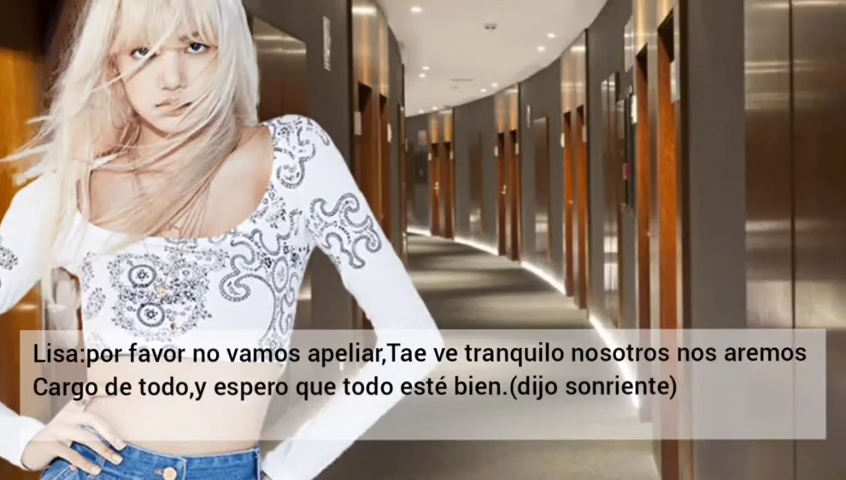 Lisa:por favor no vamos apeliar,Tae ve tranquilo nosotros nos aremos
Cargo de todo,y espero que todo esté bien.(dijo sonriente)